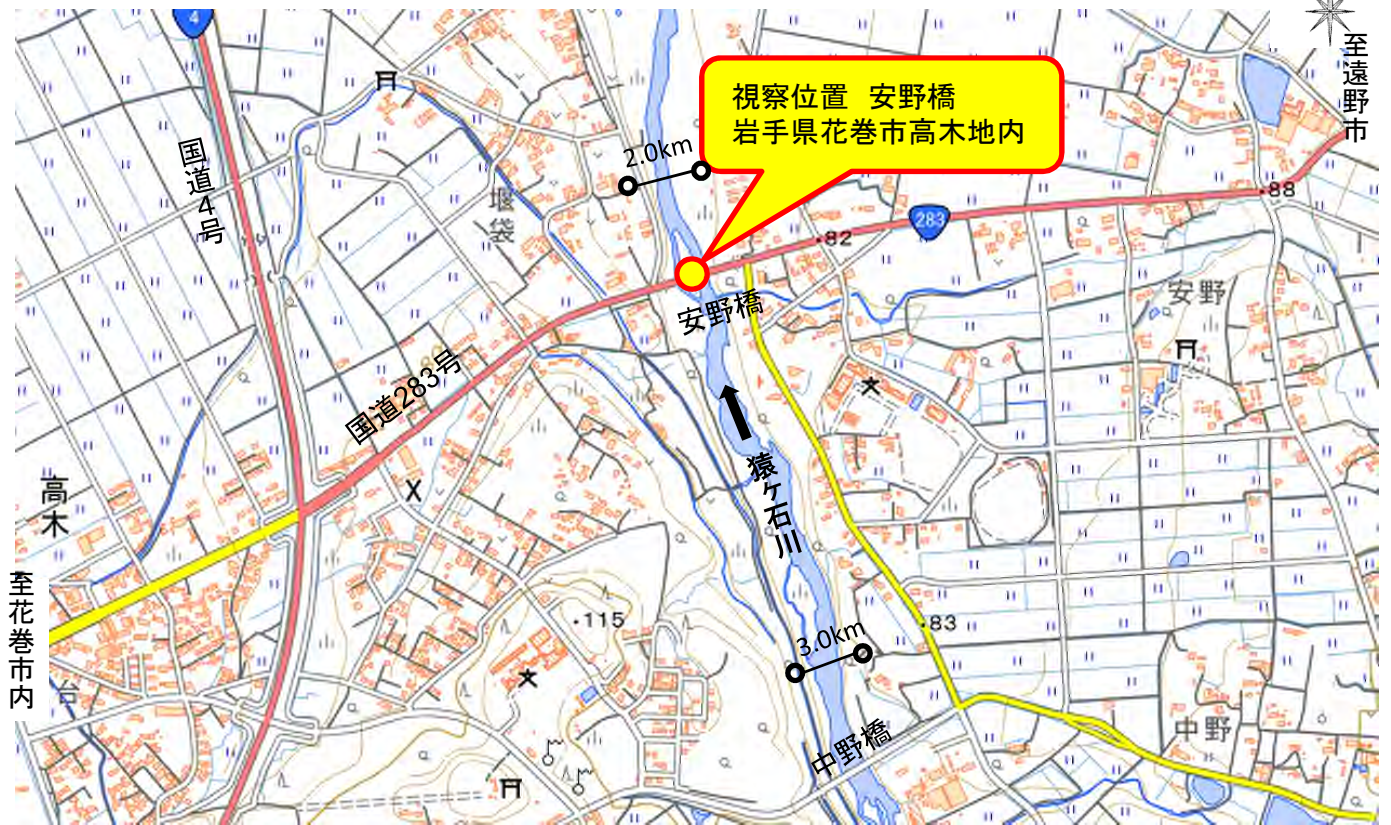 4
至遠野市
視察位置 安野橋
岩手県花巻市高木地内
2.0km
国道4号
堰袋
283
88
82
安野
安野橋
国道283号
猿ヶ石川
高木
至花巻市内
115
83
3.0km
台
中野橋
中野